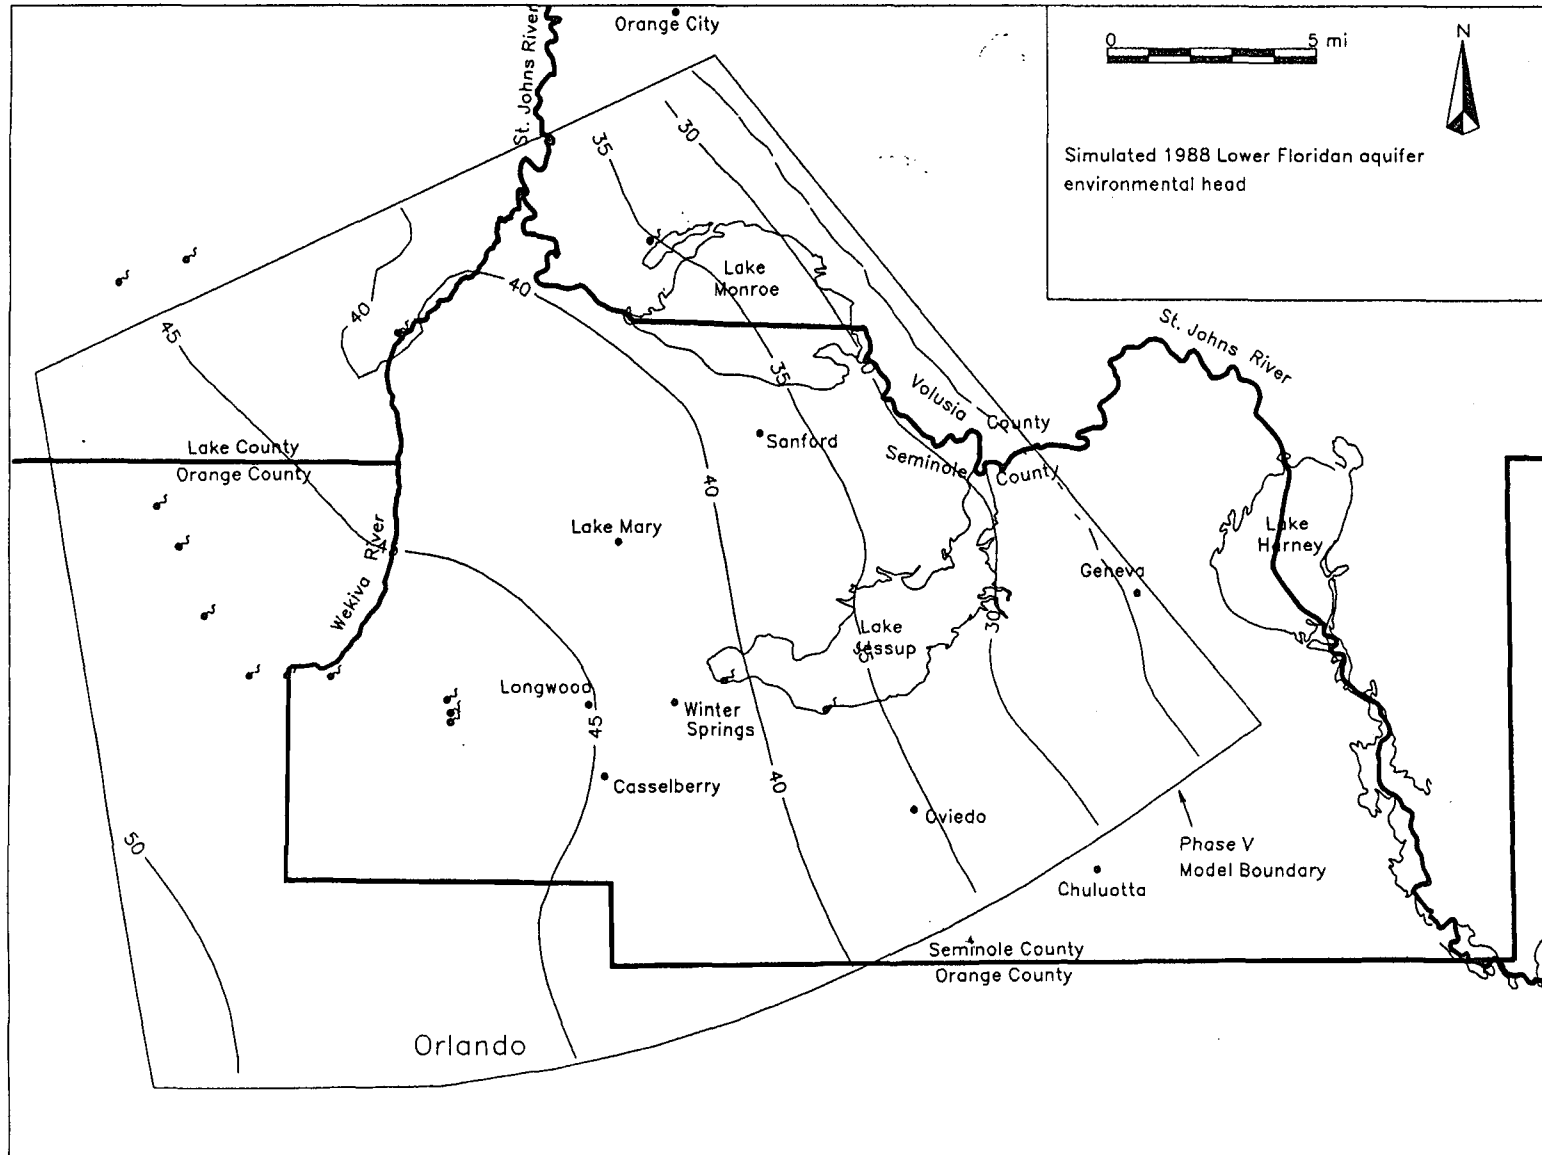 Orange City
St. Johns River
0 5 mi
N
Simulated 1988 Lower Floridan aquifer
environmental head
35
30
Lake
Monroe
40
40
45
St. Johns River
35
Volusia County
Seminole County
Sanford
Lake County
Orange County
40
Lake Mary
Wekiva River
Lake
Harney
Geneva
30
Lake
Jessup
35
Longwood
45
Winter
Springs
40
Casselberry
Oviedo
50
Phase V
Model Boundary
Chuluotta
Seminole County
Orange County
Orlando